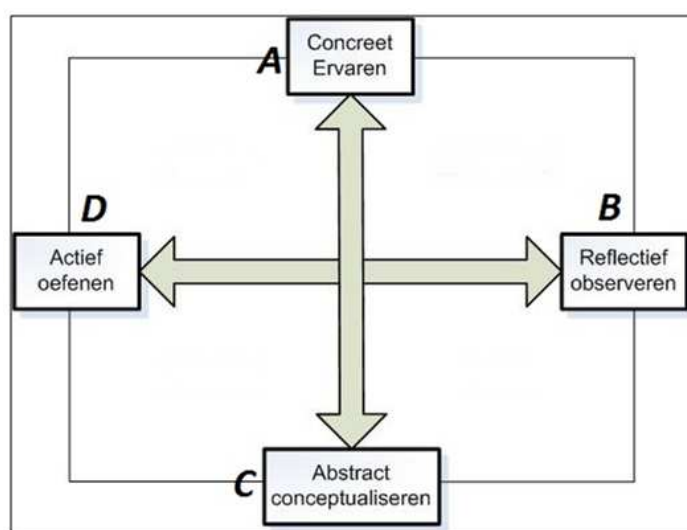 A
Concreet
Ervaren
D
Actief
oefenen
B
Reflectief
observeren
C
Abstract
conceptualiseren